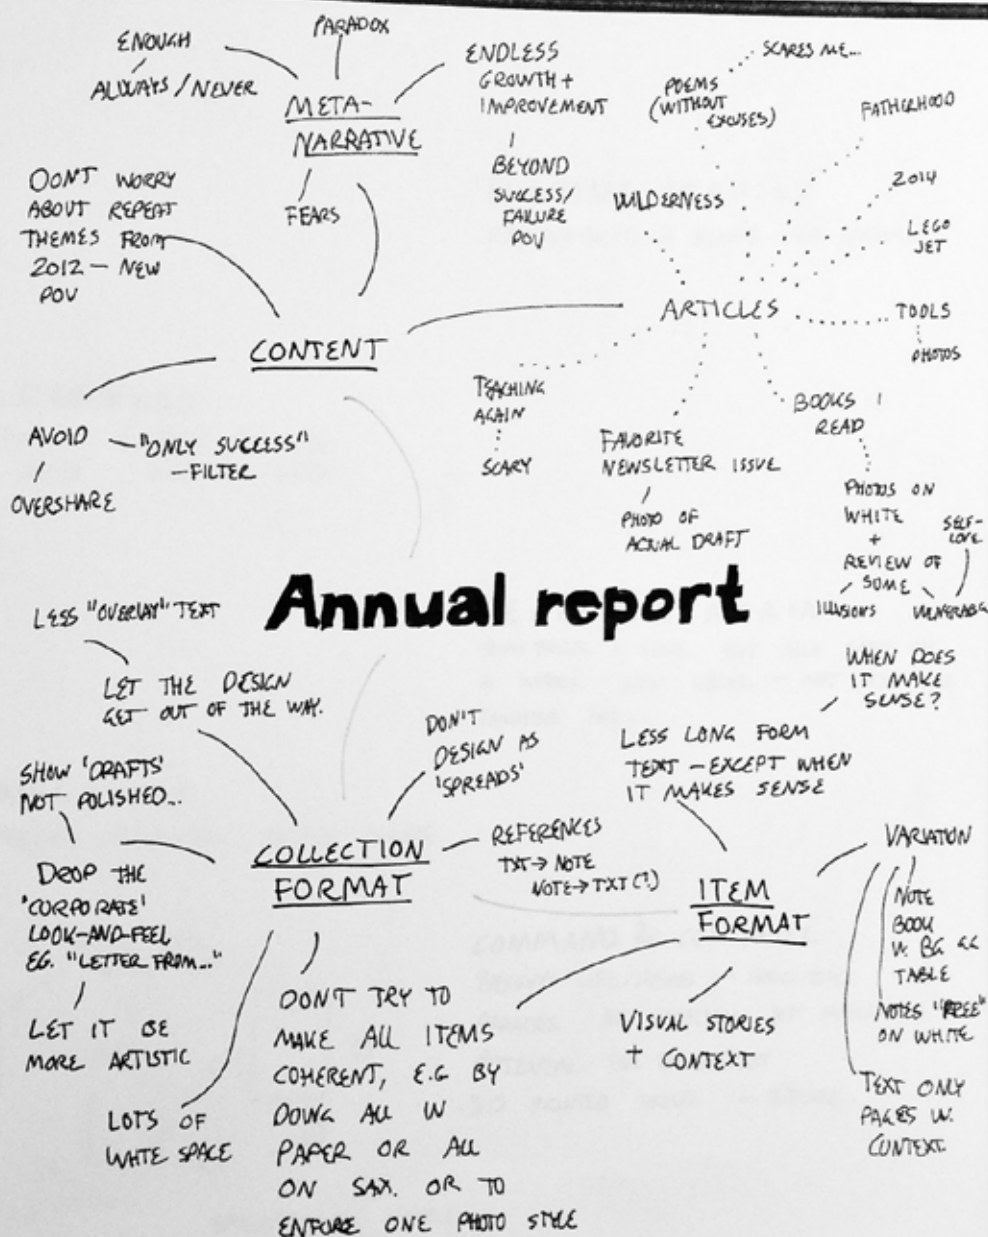 ENOUGH
ALWAYS / NEVER
PARADOX
META-
NARRATIVE
FEARS
ENDLESS
GROWTH +
IMPROVEMENT
BEYOND
SUCCESS/
FAILURE
POV
DON'T WORRY
ABOUT REPEAT
THEMES FROM
2012 — NEW
POV
CONTENT
AVOID
OVERSHARE
"ONLY SUCCESS"
-FILTER
SCARES ME...
POEMS
(WITHOUT
EXCUSES)
FATHERHOOD
WILDERNESS
2014
LEGO
JET
ARTICLES
TOOLS
PHOTOS
TEACHING
AGAIN
SCARY
FAVORITE
NEWSLETTER ISSUE
PHOTO OF
ACTUAL DRAFT
BOOKS I
READ
PHOTOS ON
WHITE
+
REVIEW OF
SOME
ILLUSIONS
SELF-
LOVE
Annual report
LESS "OVERLAY" TEXT
LET THE DESIGN
GET OUT OF THE WAY.
SHOW 'DRAFTS'
NOT POLISHED...
DROP THE
'CORPORATE'
LOOK-AND-FEEL
EG. "LETTER FROM..."
LET IT BE
MORE ARTISTIC
LOTS OF
WHITE SPACE
COLLECTION
FORMAT
DON'T
DESIGN AS
'SPREADS'
REFERENCES
TXT → NOTE
NOTE → TXT (?)
DON'T TRY TO
MAKE ALL ITEMS
COHERENT, E.G BY
DOING ALL W
PAPER OR ALL
ON SAX. OR TO
ENFORE ONE PHOTO STYLE
WHEN DOES
IT MAKE
SENSE?
LESS LONG FORM
TEXT — EXCEPT WHEN
IT MAKES SENSE
ITEM
FORMAT
VISUAL STORIES
+ CONTEXT
VARIATION
NOTE
BOOK
W. BG
TABLE
NOTES "FREE"
ON WHITE
TEXT ONLY
PAGES W.
CONTEXT.